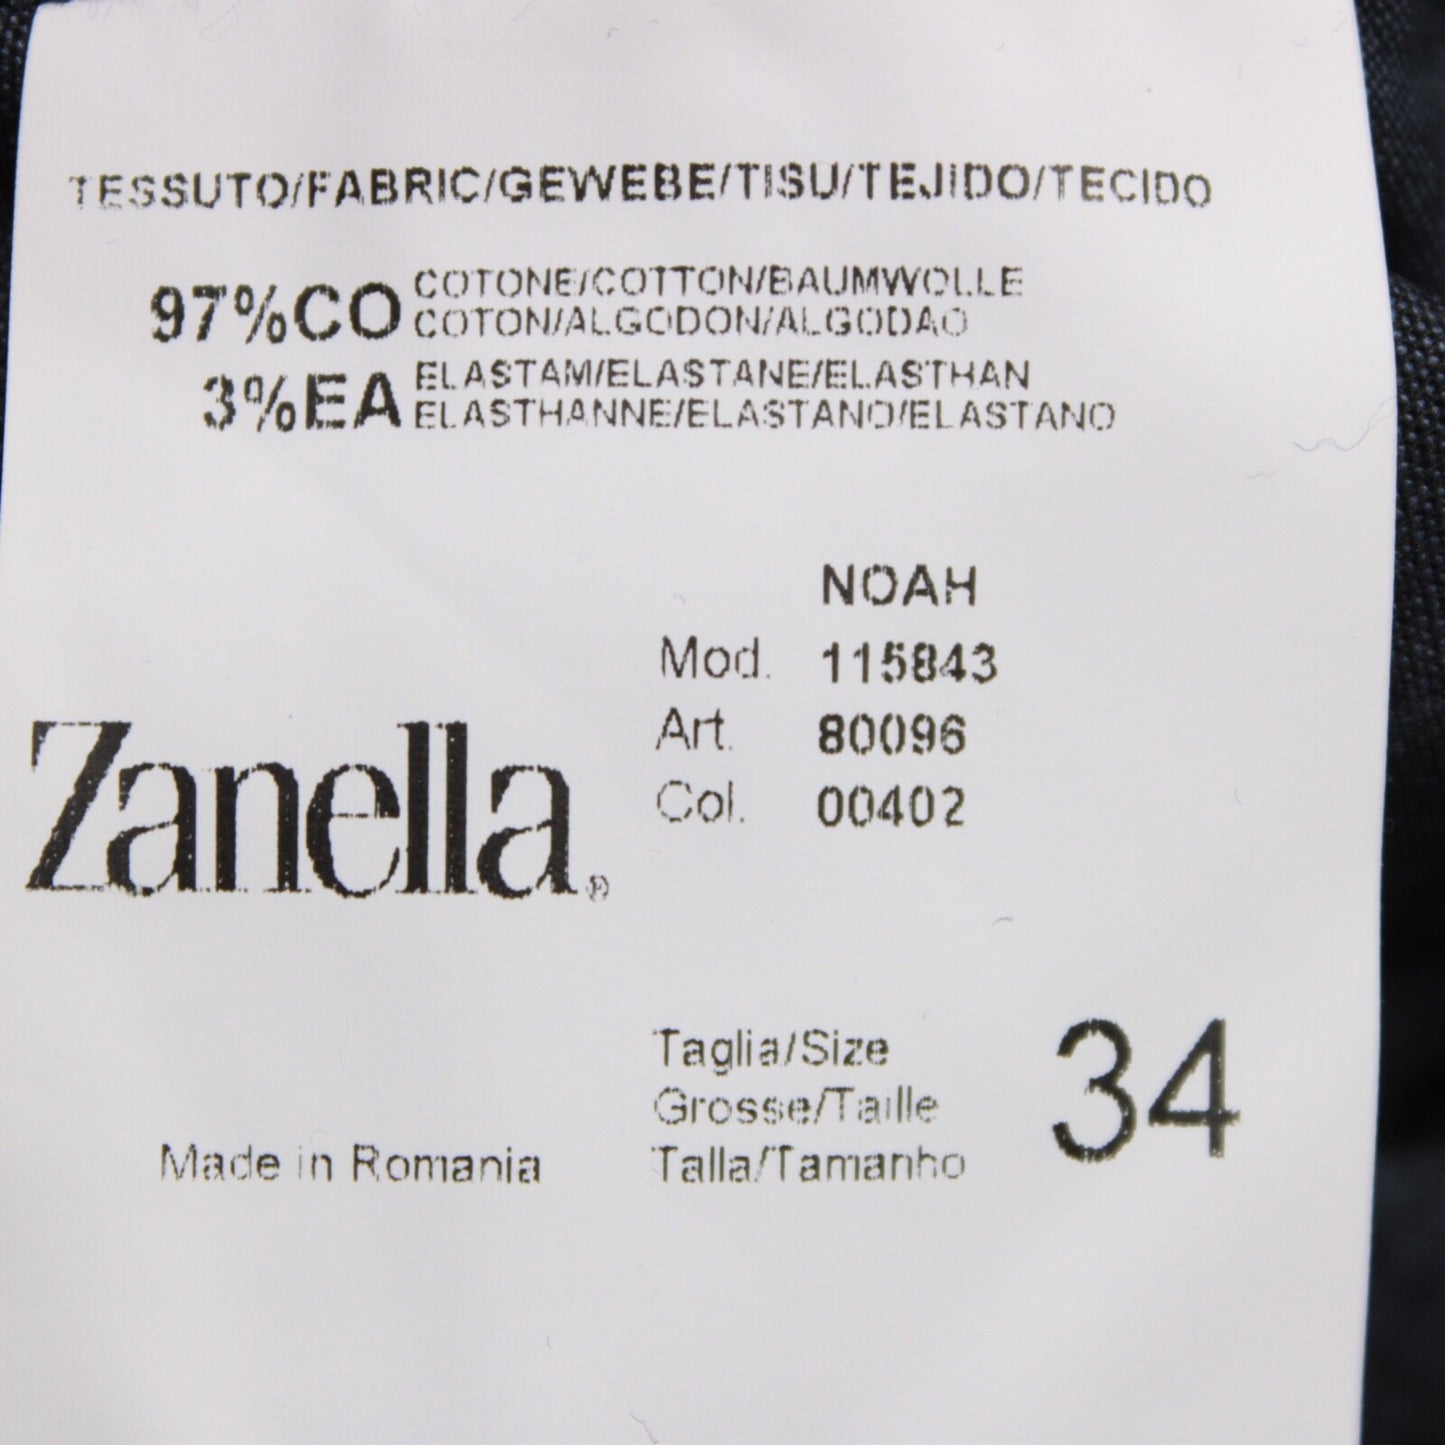 TESSUTO/FABRIC/GEWEBE/TISU/TEJIDO/TECIDO
97%CO COTONE/COTTON/BAUMWOLLE
COTON/ALGODON/ALGODAO
3%EA ELASTAM/ELASTANE/ELASTHAN
ELASTHANNE/ELASTANO/ELASTANO
NOAH
Mod. 115843
Art. 80096
Col. 00402
Zanella®
Taglia/Size
Grosse/Taille
Talla/Tamanho
34
Made in Romania